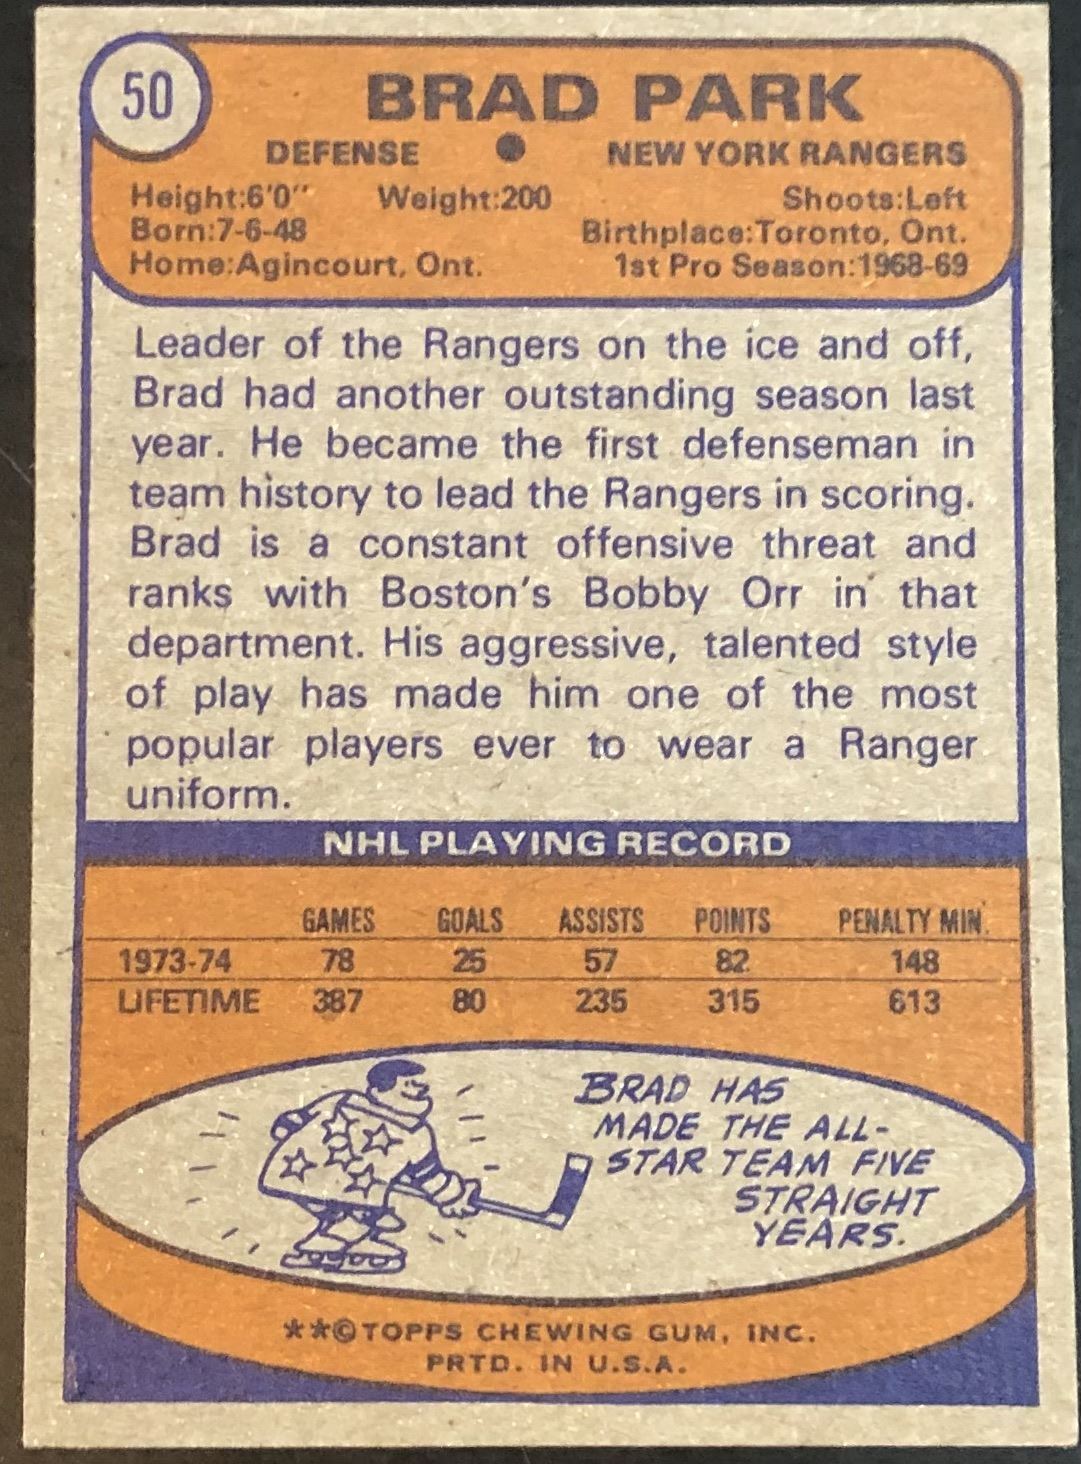 50
BRAD PARK
DEFENSE ● NEW YORK RANGERS
Height:6'0" Weight:200 Shoots:Left
Born:7-6-48 Birthplace:Toronto, Ont.
Home:Agincourt, Ont. 1st Pro Season:1968-69
Leader of the Rangers on the ice and off,
Brad had another outstanding season last
year. He became the first defenseman in
team history to lead the Rangers in scoring.
Brad is a constant offensive threat and
ranks with Boston's Bobby Orr in that
department. His aggressive, talented style
of play has made him one of the most
popular players ever to wear a Ranger
uniform.
NHL PLAYING RECORD
GAMES GOALS ASSISTS POINTS PENALTY MIN.
1973-74 78 25 57 82 148
LIFETIME 387 80 235 315 613
BRAD HAS
MADE THE ALL-
STAR TEAM FIVE
STRAIGHT
YEARS.
**©TOPPS CHEWING GUM, INC.
PRTD. IN U.S.A.